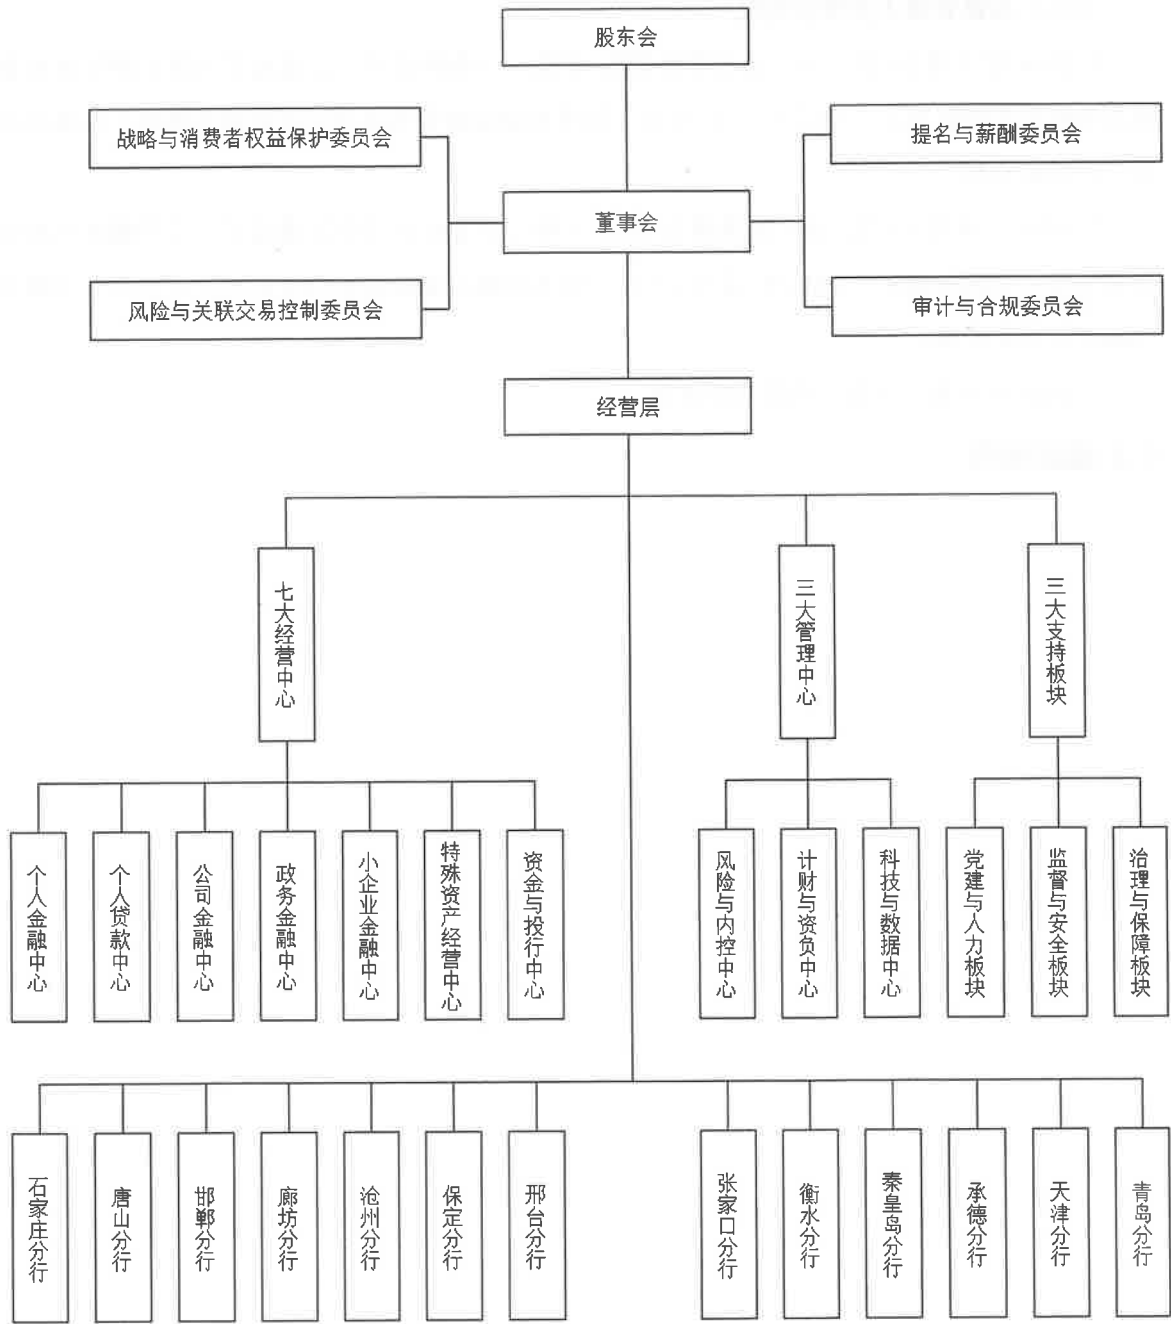 股东会
战略与消费者权益保护委员会
提名与薪酬委员会
董事会
风险与关联交易控制委员会
审计与合规委员会
经营层
七大经营中心
三大管理中心
三大支持板块
个人金融中心
个人贷款中心
公司金融中心
政务金融中心
小企业金融中心
特殊资产经营中心
资金与投行中心
风险与内控中心
计财与资负中心
科技与数据中心
党建与人力板块
监督与安全板块
治理与保障板块
石家庄分行
唐山分行
邯郸分行
廊坊分行
沧州分行
保定分行
邢台分行
张家口分行
衡水分行
秦皇岛分行
承德分行
天津分行
青岛分行